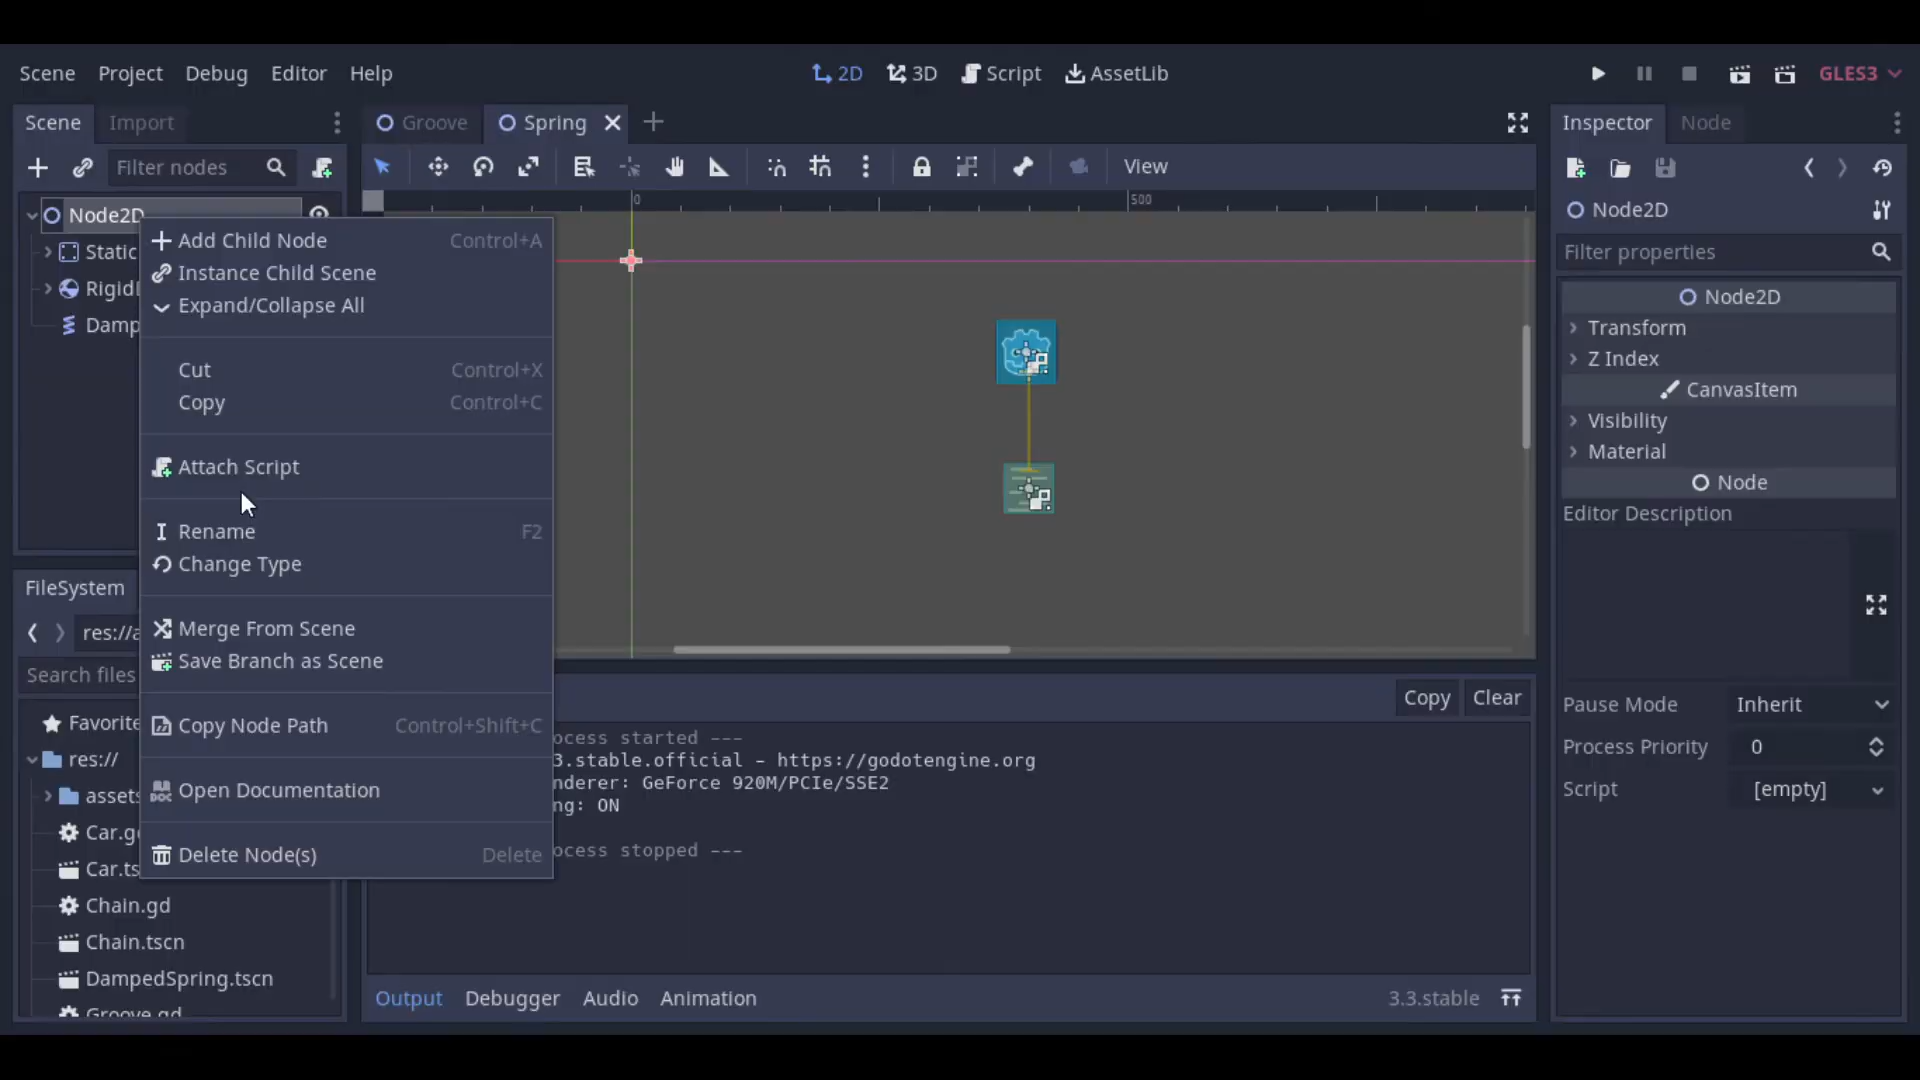 Scene Project Debug Editor Help
2D 3D Script AssetLib
GLES3
Scene Import
Groove Spring
Inspector Node
Filter nodes
View
Node2D
Static
Rigid
Damp
0 500
Add Child Node Control+A
Instance Child Scene
Expand/Collapse All
Cut Control+X
Copy Control+C
Attach Script
Rename F2
Change Type
Merge From Scene
Save Branch as Scene
Copy Node Path Control+Shift+C
Open Documentation
Delete Node(s) Delete
FileSystem
res://a
Search files
Favorite
res://
assets
Car.g
Car.ts
Chain.gd
Chain.tscn
DampedSpring.tscn
Groove.gd
Copy Clear
ocess started ---
3.stable.official - https://godotengine.org
nderer: GeForce 920M/PCIe/SSE2
ng: ON
ocess stopped ---
Output Debugger Audio Animation
3.3.stable
Node2D
Filter properties
Node2D
Transform
Z Index
CanvasItem
Visibility
Material
Node
Editor Description
Pause Mode Inherit
Process Priority 0
Script [empty]